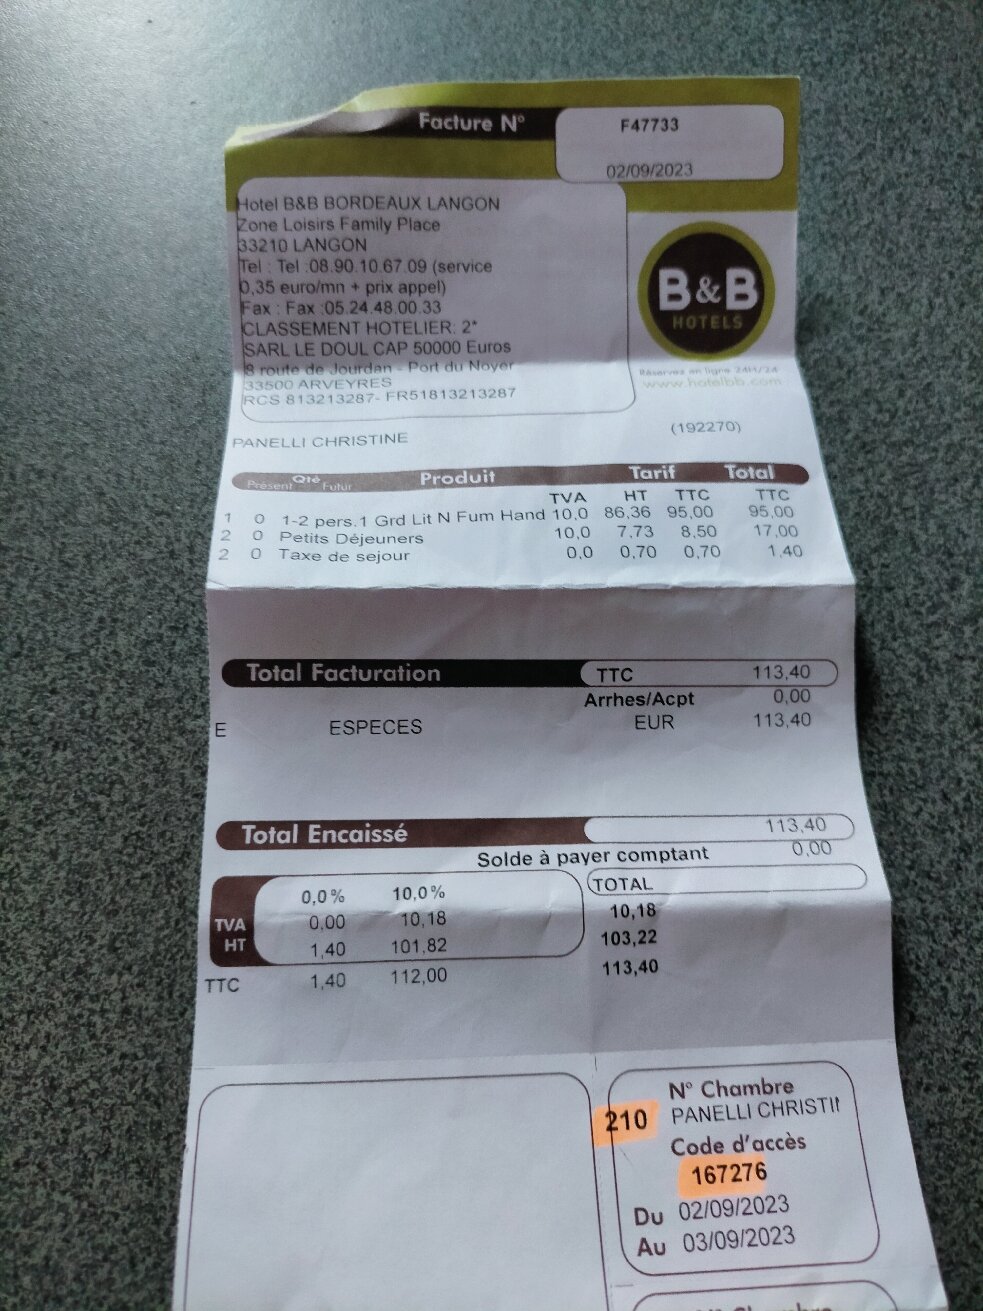 Facture N° F47733
02/09/2023
Hotel B&B BORDEAUX LANGON
Zone Loisirs Family Place
33210 LANGON
Tel : Tel :08.90.10.67.09 (service
0,35 euro/mn + prix appel)
Fax : Fax :05.24.48.00.33
CLASSEMENT HOTELIER: 2*
SARL LE DOUL CAP 50000 Euros
8 route de Jourdan - Port du Noyer
33500 ARVEYRES
RCS 813213287- FR51813213287
B&B
HOTELS
Réservez en ligne 24H/24
www.hotelbb.com
PANELLI CHRISTINE (192270)
Présent Qté Futur Produit Tarif Total
TVA HT TTC TTC
1 0 1-2 pers.1 Grd Lit N Fum Hand 10,0 86,36 95,00 95,00
2 0 Petits Déjeuners 10,0 7,73 8,50 17,00
2 0 Taxe de sejour 0,0 0,70 0,70 1,40
Total Facturation TTC 113,40
Arrhes/Acpt 0,00
E ESPECES EUR 113,40
Total Encaissé 113,40
Solde à payer comptant 0,00
0,0% 10,0% TOTAL
TVA 0,00 10,18 10,18
HT 1,40 101,82 103,22
TTC 1,40 112,00 113,40
N° Chambre
210 PANELLI CHRISTI
Code d'accès
167276
Du 02/09/2023
Au 03/09/2023